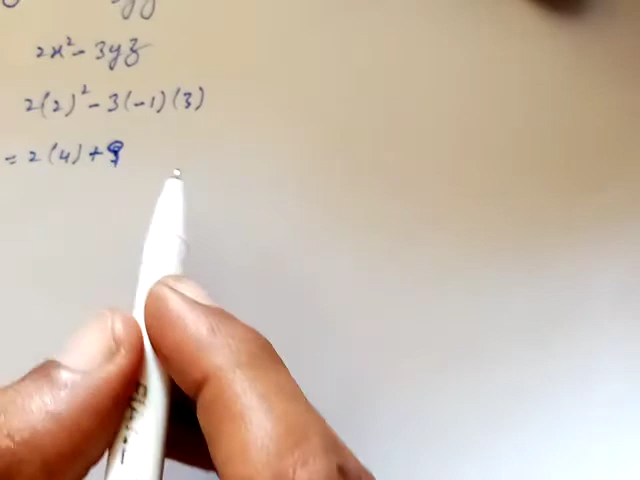 2x² - 3yz
2(2)² - 3(-1)(3)
= 2(4) + 9